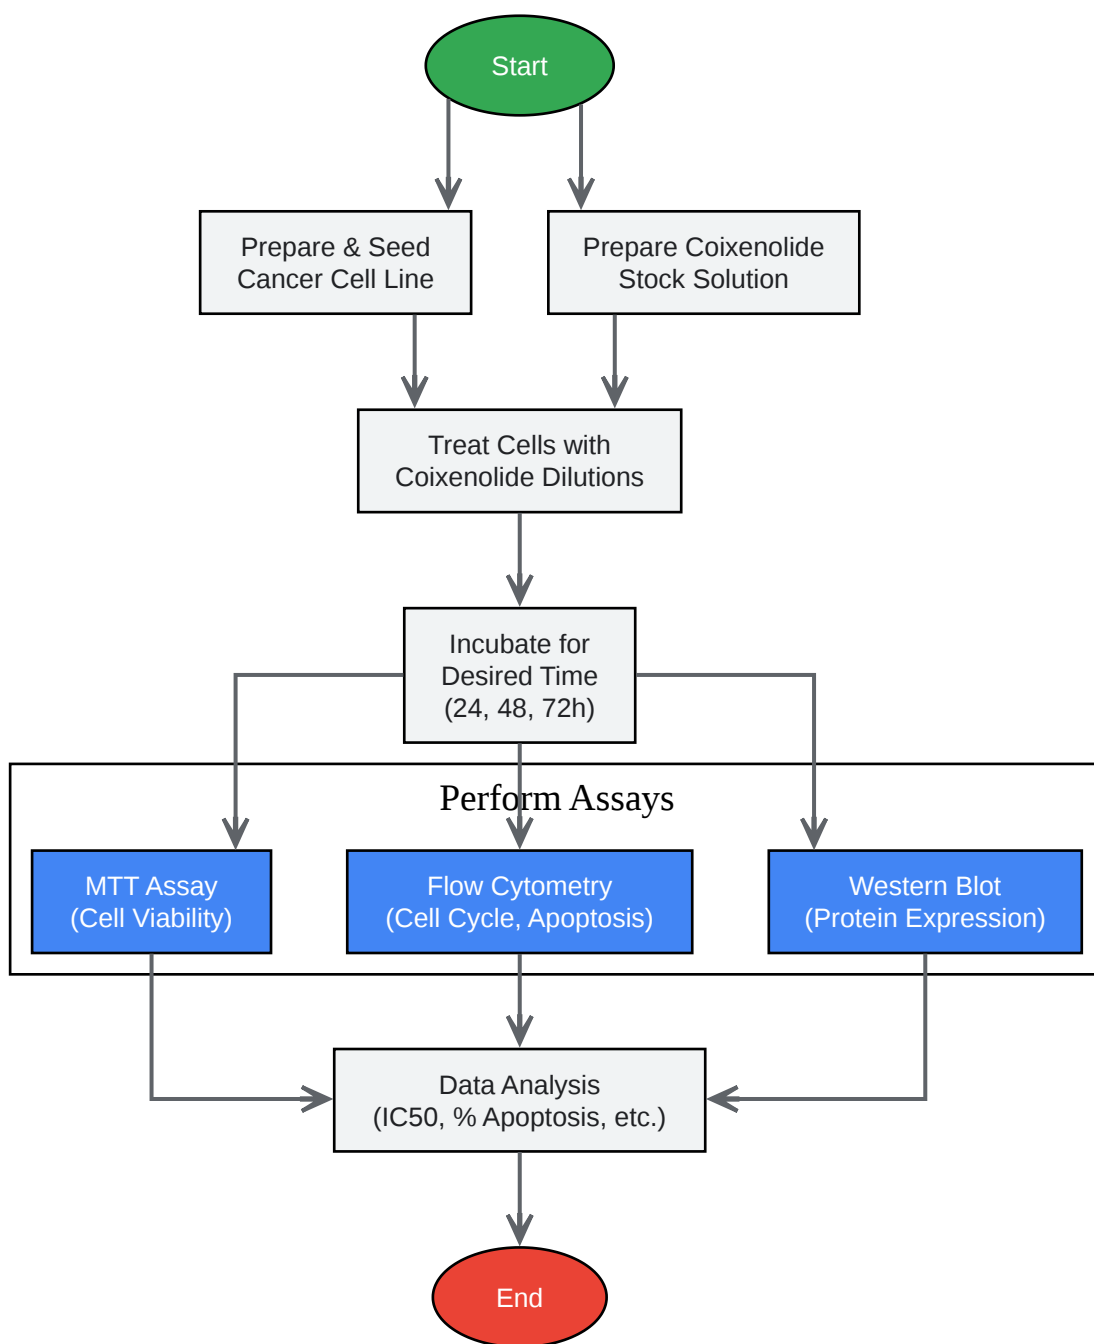 Start
Prepare & Seed
Cancer Cell Line
Prepare Coixenolide
Stock Solution
Treat Cells with
Coixenolide Dilutions
Incubate for
Desired Time
(24, 48, 72h)
Perform Assays
MTT Assay
(Cell Viability)
Flow Cytometry
(Cell Cycle, Apoptosis)
Western Blot
(Protein Expression)
Data Analysis
(IC50, % Apoptosis, etc.)
End